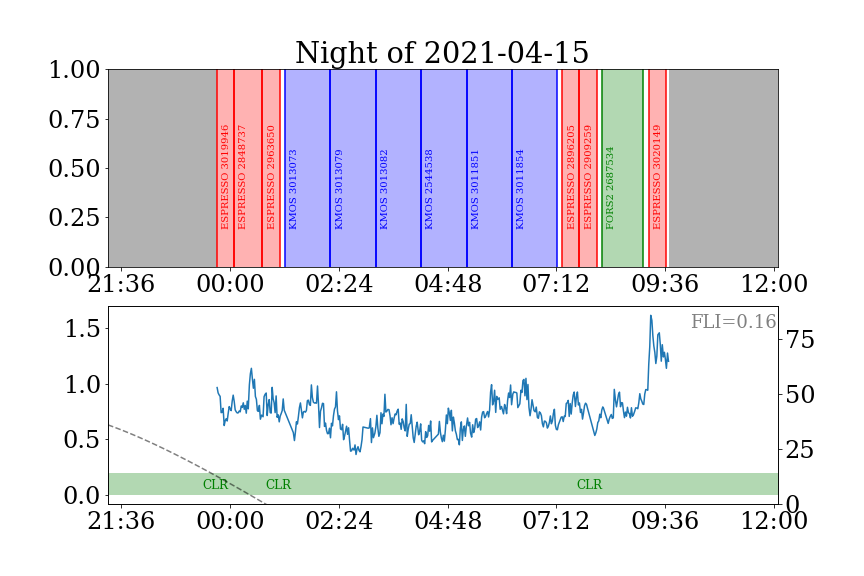 Night of 2021-04-15
1.00
0.75
0.50
0.25
0.00
ESPRESSO 3019946
ESPRESSO 2848737
ESPRESSO 2963650
KMOS 3013073
KMOS 3013079
KMOS 3013082
KMOS 2544538
KMOS 3011851
KMOS 3011854
ESPRESSO 2896205
ESPRESSO 2909259
FORS2 2687534
ESPRESSO 3020149
21:36 00:00 02:24 04:48 07:12 09:36 12:00
FLI=0.16
1.5
1.0
0.5
0.0
75
50
25
0
CLR CLR CLR
21:36 00:00 02:24 04:48 07:12 09:36 12:00